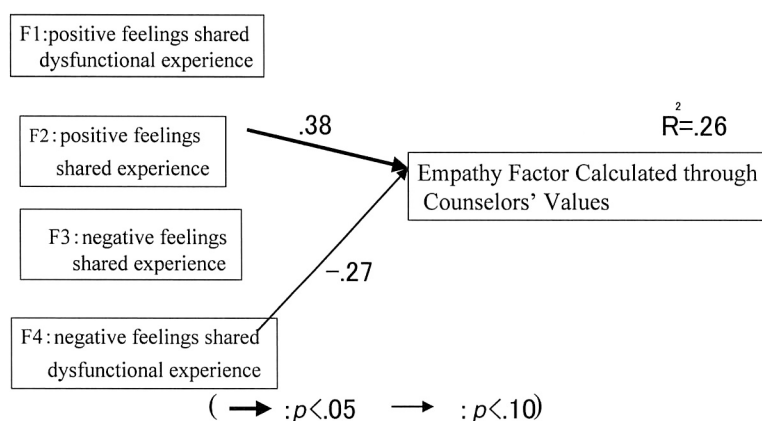 F1:positive feelings shared
dysfunctional experience
F2:positive feelings
shared experience
F3:negative feelings
shared experience
F4:negative feelings shared
dysfunctional experience
.38
-.27
R²=.26
Empathy Factor Calculated through
Counselors' Values
( → :p<.05 → :p<.10)